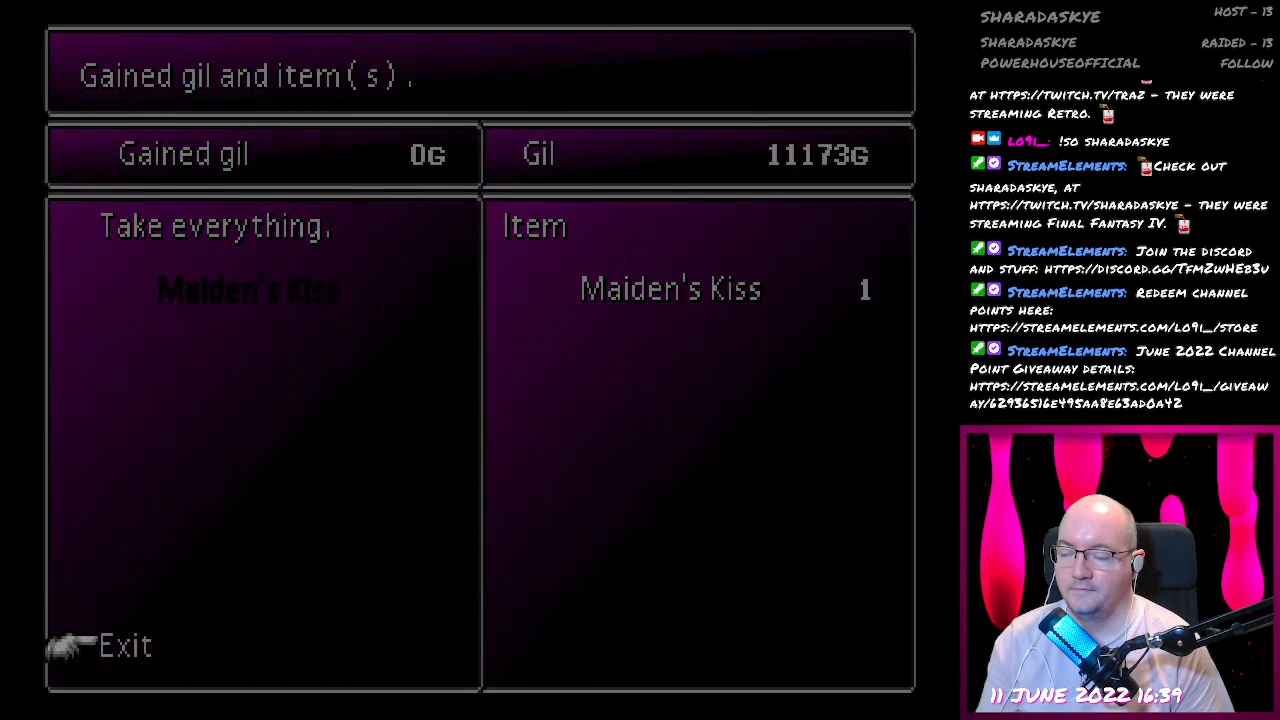 Gained gil and item(s).
Gained gil 0G
Gil 11173G
Take everything.
Maiden's Kiss
Exit
Item
Maiden's Kiss 1
SHARADASKYE HOST - 13
SHARADASKYE RAIDED - 13
POWERHOUSEOFFICIAL FOLLOW
AT HTTPS://TWITCH.TV/TRAZ - THEY WERE
STREAMING RETRO.
LO9I_: !SO SHARADASKYE
STREAMELEMENTS: CHECK OUT
SHARADASKYE, AT
HTTPS://TWITCH.TV/SHARADASKYE - THEY WERE
STREAMING FINAL FANTASY IV.
STREAMELEMENTS: JOIN THE DISCORD
AND STUFF: HTTPS://DISCORD.GG/TFMZWHE83U
STREAMELEMENTS: REDEEM CHANNEL
POINTS HERE:
HTTPS://STREAMELEMENTS.COM/LO9I_/STORE
STREAMELEMENTS: JUNE 2022 CHANNEL
POINT GIVEAWAY DETAILS:
HTTPS://STREAMELEMENTS.COM/LO9I_/GIVEAW
AY/62936516E495AA8E63AD0A42
11 JUNE 2022 16:39